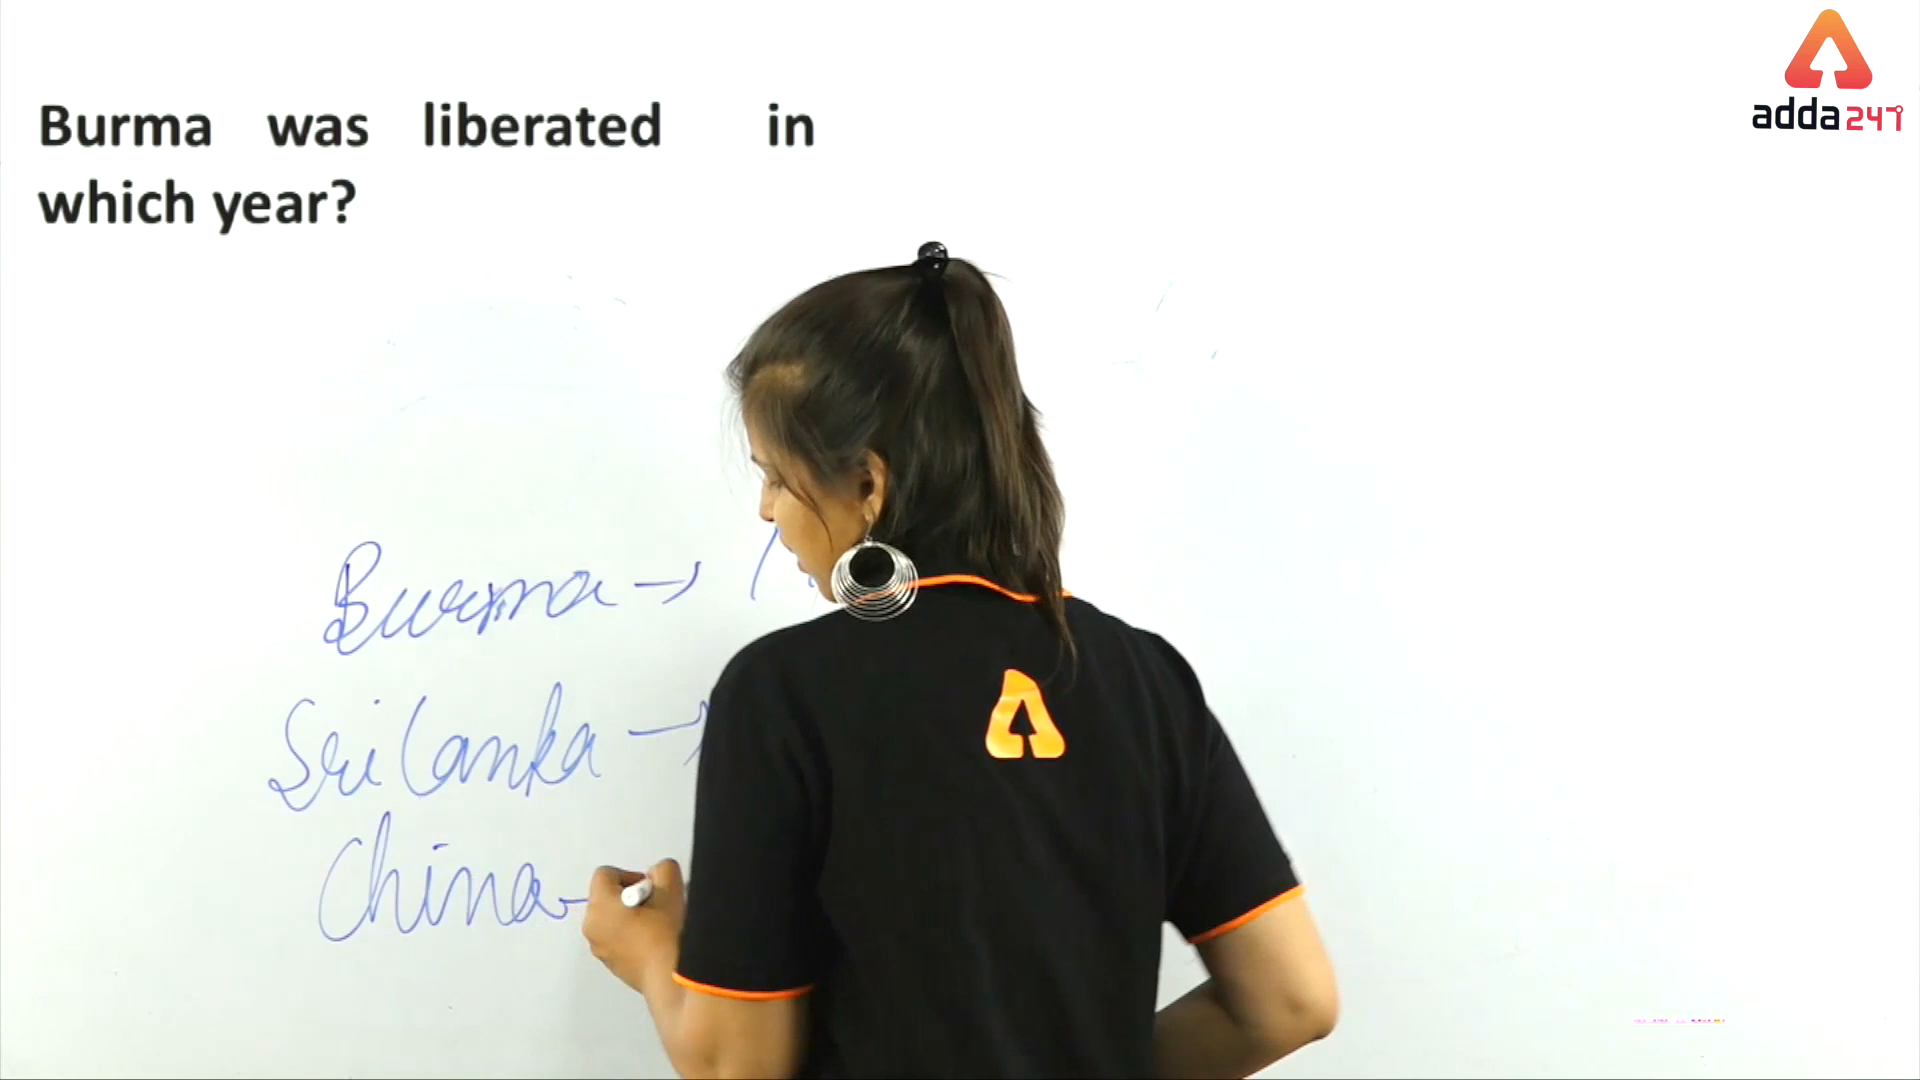 adda247
Burma was liberated in
which year?
Burma →
Sri Lanka →
China